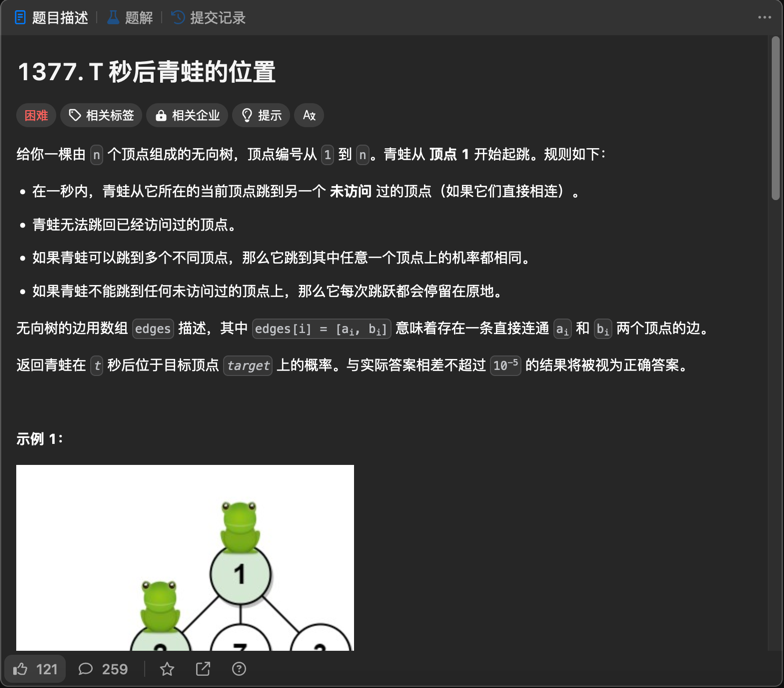 题目描述 题解 提交记录
1377. T 秒后青蛙的位置
困难 相关标签 相关企业 提示
给你一棵由 n 个顶点组成的无向树，顶点编号从 1 到 n。青蛙从 顶点 1 开始起跳。规则如下：
• 在一秒内，青蛙从它所在的当前顶点跳到另一个 未访问 过的顶点（如果它们直接相连）。
• 青蛙无法跳回已经访问过的顶点。
• 如果青蛙可以跳到多个不同顶点，那么它跳到其中任意一个顶点上的机率都相同。
• 如果青蛙不能跳到任何未访问过的顶点上，那么它每次跳跃都会停留在原地。
无向树的边用数组 edges 描述，其中 edges[i] = [aᵢ, bᵢ] 意味着存在一条直接连通 aᵢ 和 bᵢ 两个顶点的边。
返回青蛙在 t 秒后位于目标顶点 target 上的概率。与实际答案相差不超过 10⁻⁵ 的结果将被视为正确答案。
示例 1：
1
121 259